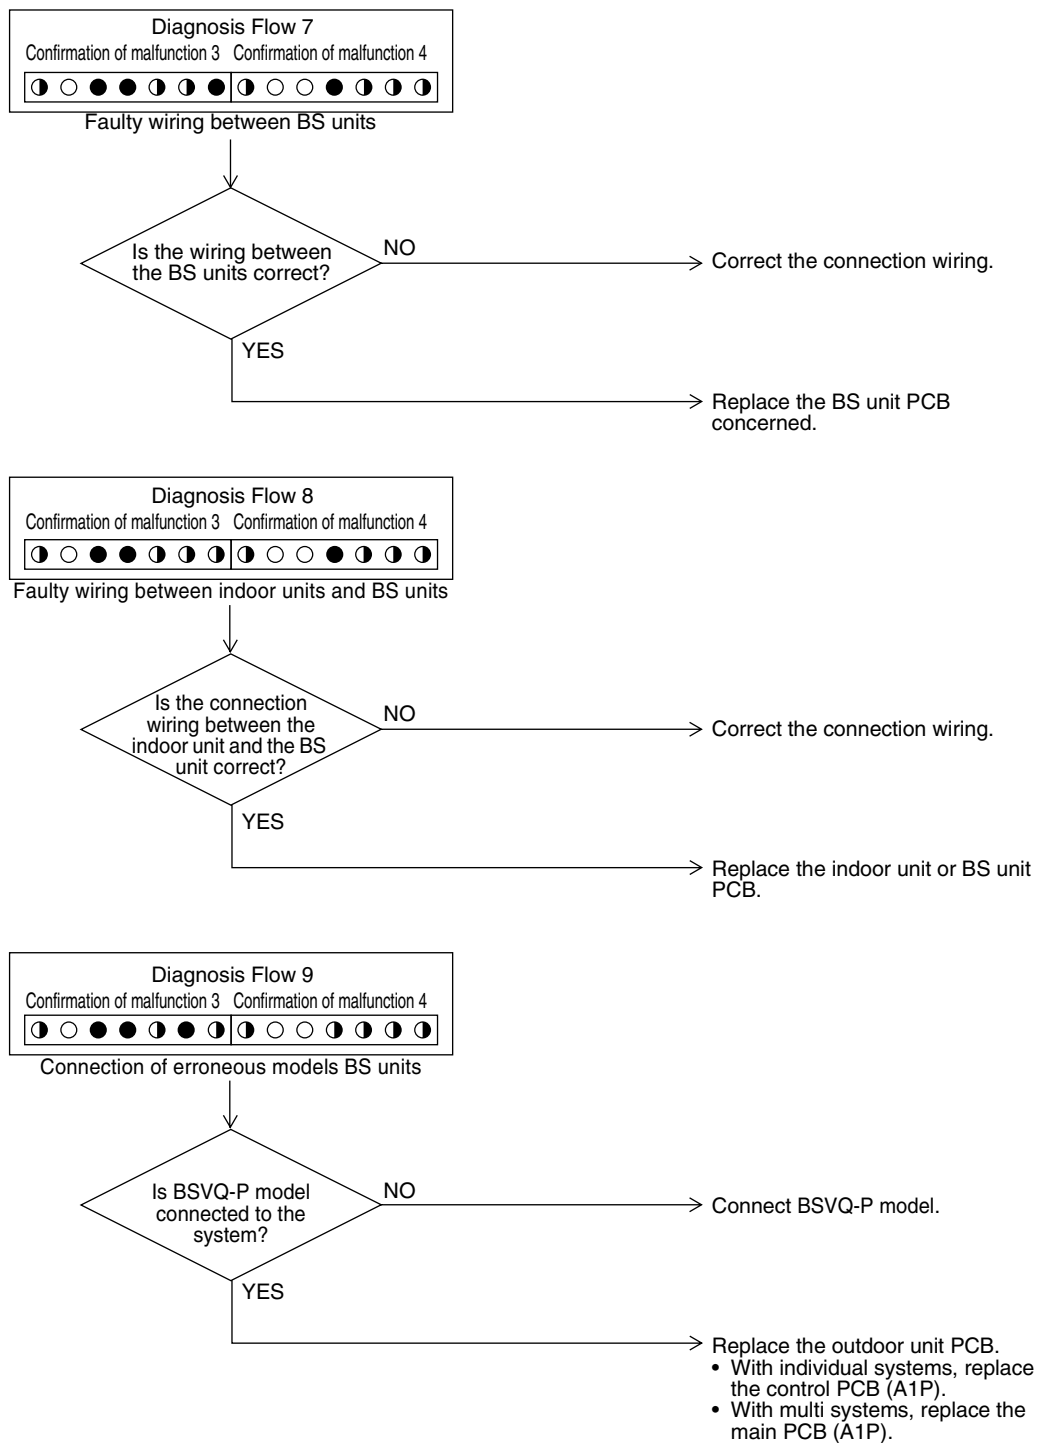 Diagnosis Flow 7
Confirmation of malfunction 3 Confirmation of malfunction 4
Faulty wiring between BS units
Is the wiring between
the BS units correct?
NO
Correct the connection wiring.
YES
Replace the BS unit PCB
concerned.
Diagnosis Flow 8
Confirmation of malfunction 3 Confirmation of malfunction 4
Faulty wiring between indoor units and BS units
Is the connection
wiring between the
indoor unit and the BS
unit correct?
NO
Correct the connection wiring.
YES
Replace the indoor unit or BS unit
PCB.
Diagnosis Flow 9
Confirmation of malfunction 3 Confirmation of malfunction 4
Connection of erroneous models BS units
Is BSVQ-P model
connected to the
system?
NO
Connect BSVQ-P model.
YES
Replace the outdoor unit PCB.
• With individual systems, replace
the control PCB (A1P).
• With multi systems, replace the
main PCB (A1P).